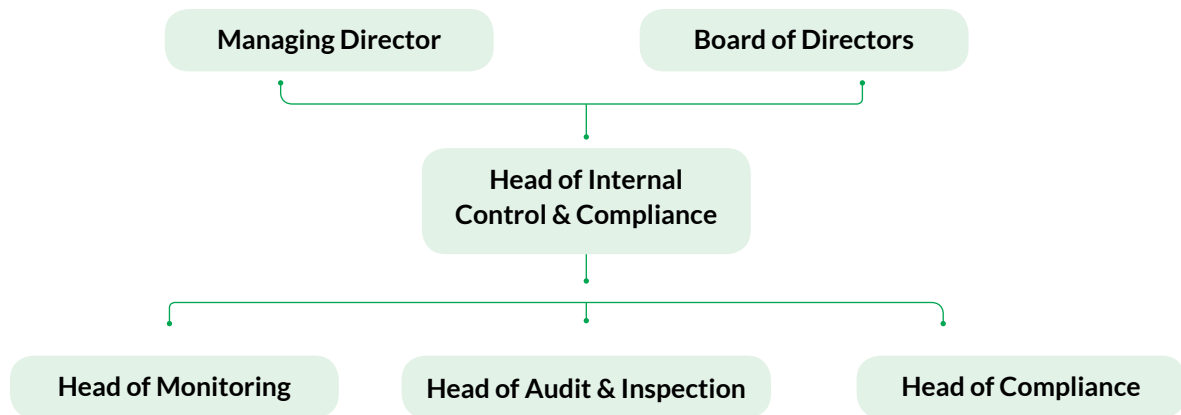 Managing Director
Board of Directors
Head of Internal
Control & Compliance
Head of Monitoring
Head of Audit & Inspection
Head of Compliance